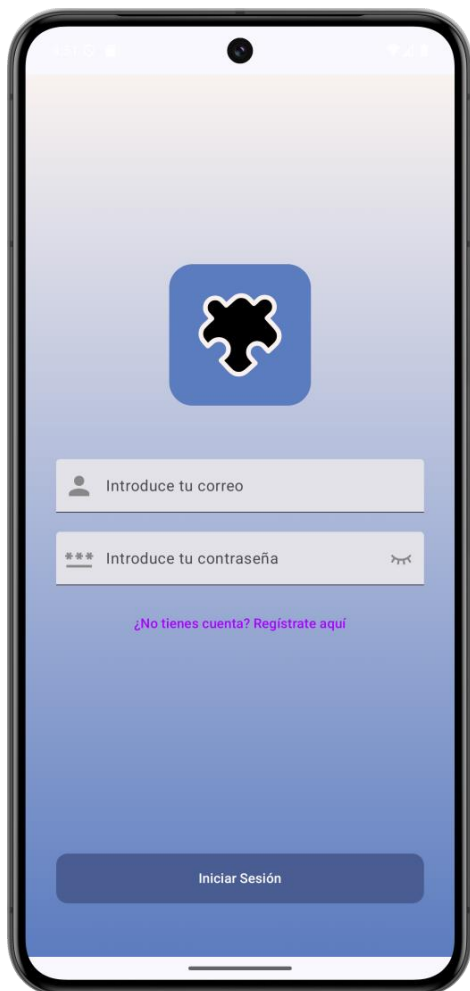 Introduce tu correo
*** Introduce tu contraseña
¿No tienes cuenta? Regístrate aquí
Iniciar Sesión